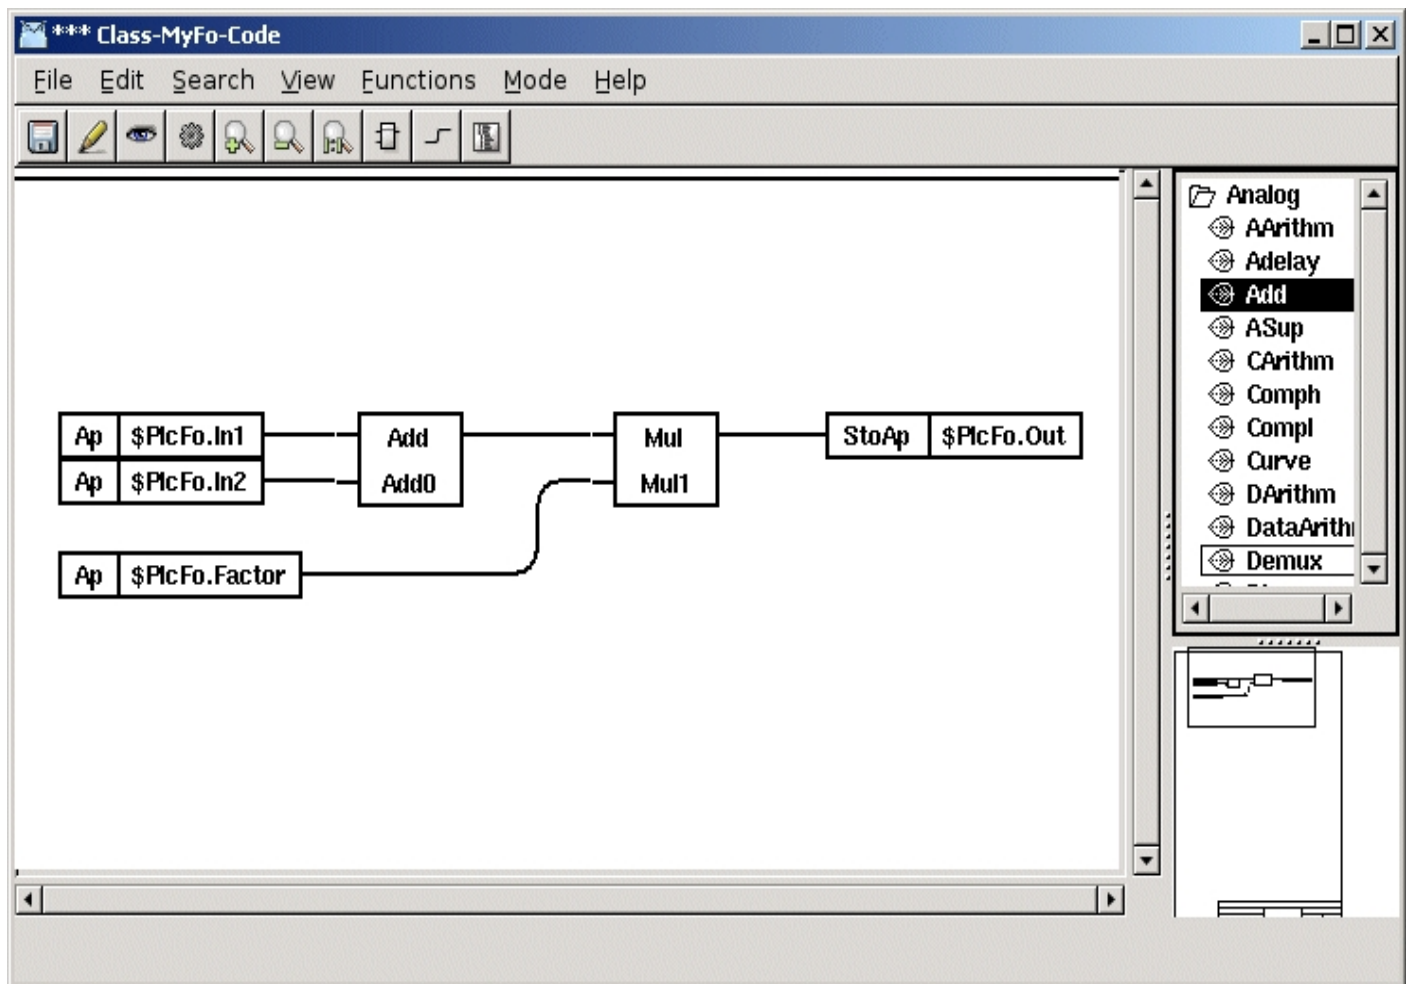 *** Class-MyFo-Code
File Edit Search View Functions Mode Help
Analog
AArithm
Adelay
Add
ASup
CArithm
Comph
Compl
Curve
DArithm
DataArith
Demux
Ap $PlcFo.In1
Ap $PlcFo.In2
Add
Add0
Mul
Mul1
StoAp $PlcFo.Out
Ap $PlcFo.Factor